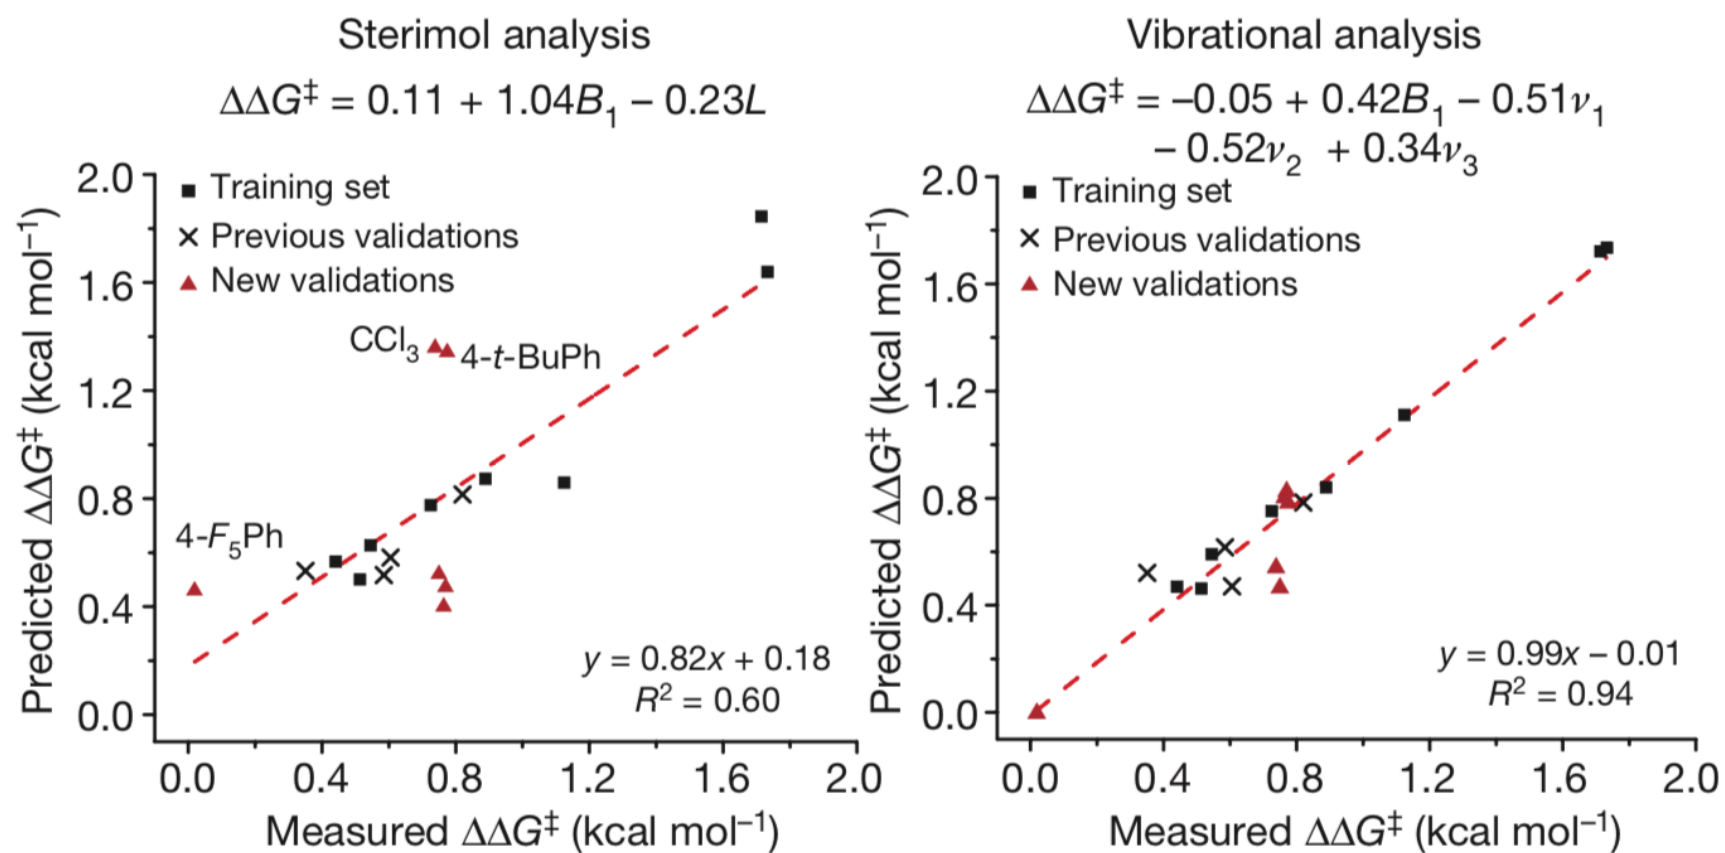 Sterimol analysis
ΔΔG‡ = 0.11 + 1.04B₁ – 0.23L
2.0
1.6
1.2
0.8
0.4
0.0
Predicted ΔΔG‡ (kcal mol⁻¹)
Training set
Previous validations
New validations
CCl₃
4-t-BuPh
4-F₅Ph
y = 0.82x + 0.18
R² = 0.60
0.0 0.4 0.8 1.2 1.6 2.0
Measured ΔΔG‡ (kcal mol⁻¹)
Vibrational analysis
ΔΔG‡ = –0.05 + 0.42B₁ – 0.51ν₁
– 0.52ν₂ + 0.34ν₃
2.0
1.6
1.2
0.8
0.4
0.0
Predicted ΔΔG‡ (kcal mol⁻¹)
Training set
Previous validations
New validations
y = 0.99x – 0.01
R² = 0.94
0.0 0.4 0.8 1.2 1.6 2.0
Measured ΔΔG‡ (kcal mol⁻¹)